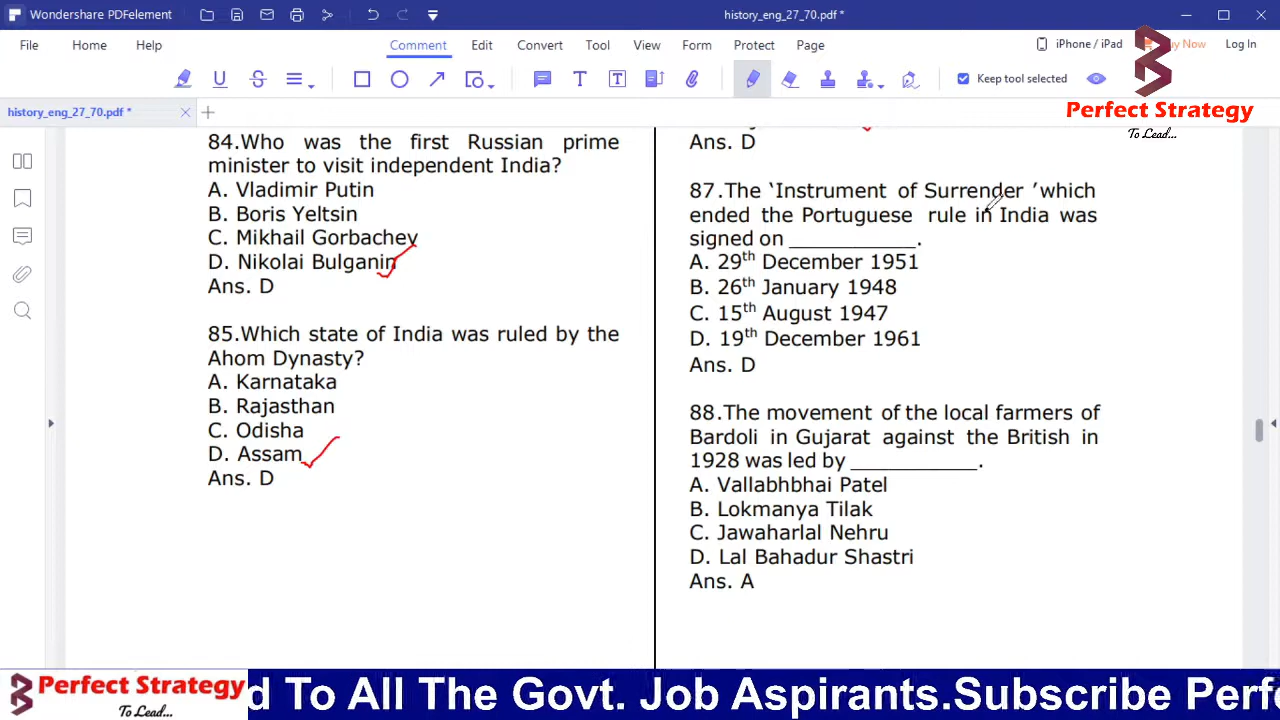 Wondershare PDFelement
history_eng_27_70.pdf *
File Home Help
Comment Edit Convert Tool View Form Protect Page
iPhone / iPad
Buy Now
Log In
Keep tool selected
history_eng_27_70.pdf *
Perfect Strategy
To Lead...
84.Who was the first Russian prime
minister to visit independent India?
A. Vladimir Putin
B. Boris Yeltsin
C. Mikhail Gorbachev
D. Nikolai Bulganin
Ans. D
85.Which state of India was ruled by the
Ahom Dynasty?
A. Karnataka
B. Rajasthan
C. Odisha
D. Assam
Ans. D
Ans. D
87.The ‘Instrument of Surrender ’which
ended the Portuguese rule in India was
signed on ____________.
A. 29th December 1951
B. 26th January 1948
C. 15th August 1947
D. 19th December 1961
Ans. D
88.The movement of the local farmers of
Bardoli in Gujarat against the British in
1928 was led by ____________.
A. Vallabhbhai Patel
B. Lokmanya Tilak
C. Jawaharlal Nehru
D. Lal Bahadur Shastri
Ans. A
Perfect Strategy
To Lead...
d To All The Govt. Job Aspirants.Subscribe Perfe